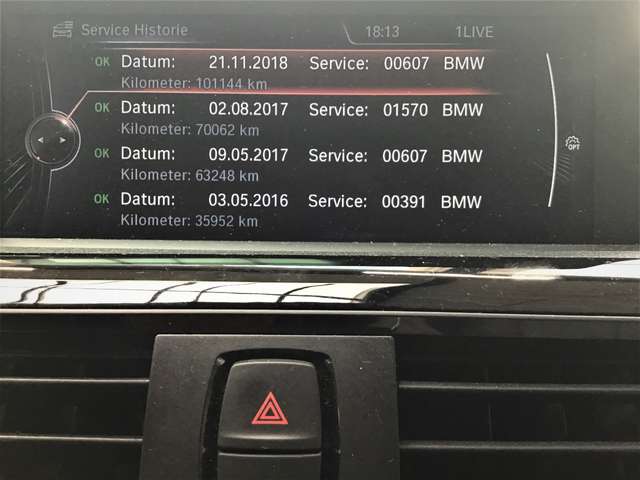 Service Historie 18:13 1LIVE
OK Datum: 21.11.2018 Service: 00607 BMW
Kilometer: 101144 km
OK Datum: 02.08.2017 Service: 01570 BMW
Kilometer: 70062 km
OK Datum: 09.05.2017 Service: 00607 BMW
Kilometer: 63248 km
OPT
OK Datum: 03.05.2016 Service: 00391 BMW
Kilometer: 35952 km